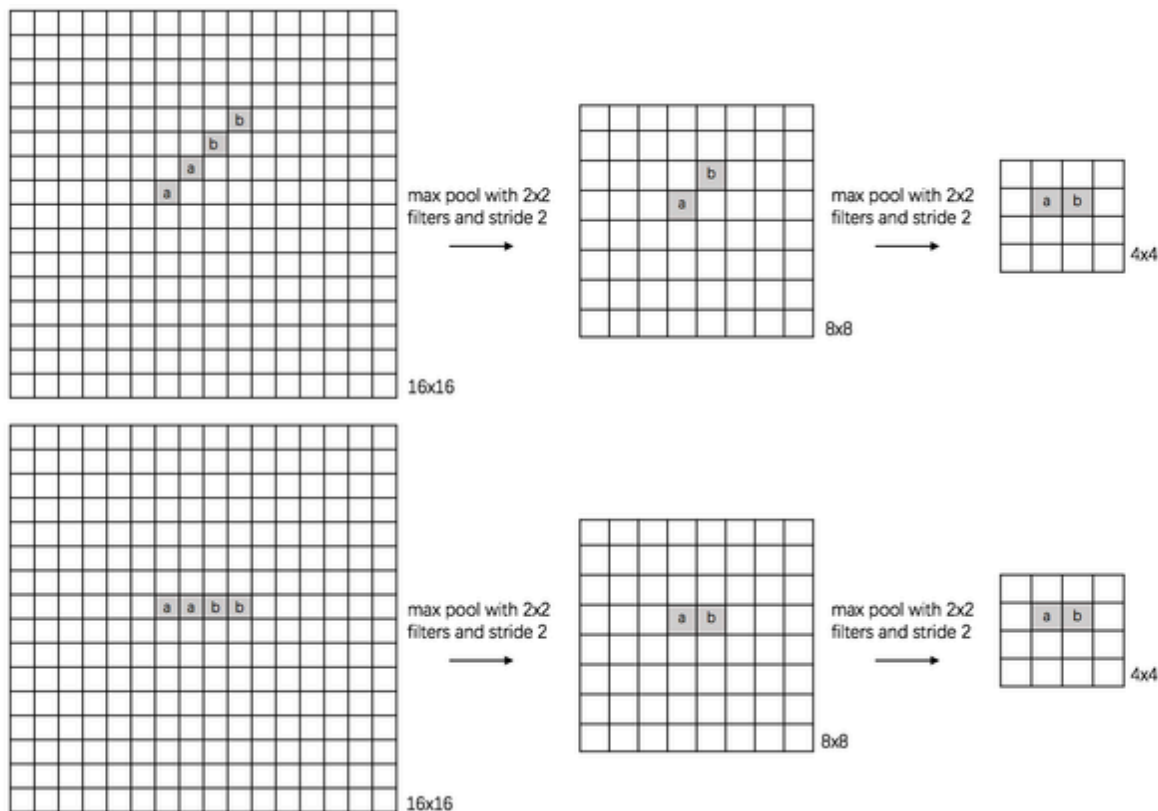 b
b
a
a
16x16
max pool with 2x2
filters and stride 2
b
a
8x8
max pool with 2x2
filters and stride 2
a b
4x4
a a b b
16x16
max pool with 2x2
filters and stride 2
a b
8x8
max pool with 2x2
filters and stride 2
a b
4x4